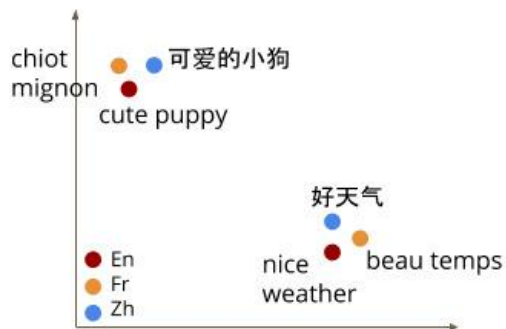 chiot
mignon
可爱的小狗
cute puppy
好天气
nice
weather
beau temps
En
Fr
Zh